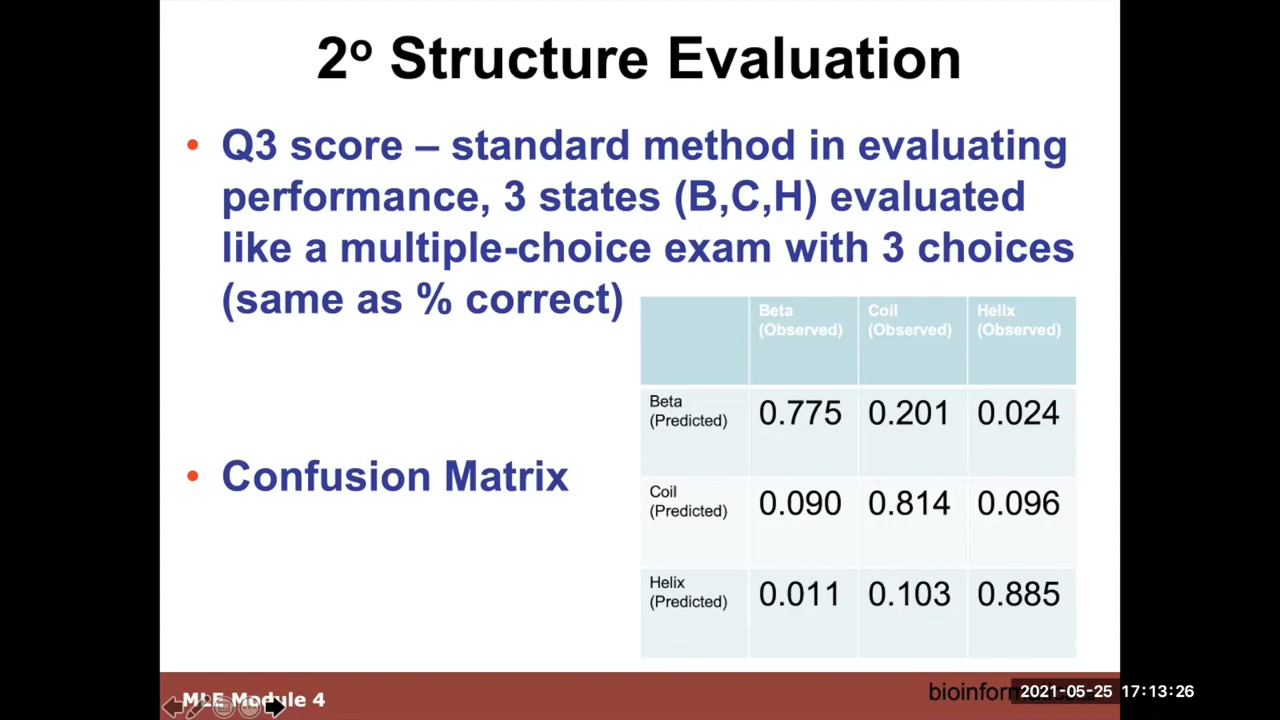 2º Structure Evaluation
• Q3 score – standard method in evaluating
performance, 3 states (B,C,H) evaluated
like a multiple-choice exam with 3 choices
(same as % correct)
Beta (Observed) Coil (Observed) Helix (Observed)
Beta (Predicted) 0.775 0.201 0.024
• Confusion Matrix
Coil (Predicted) 0.090 0.814 0.096
Helix (Predicted) 0.011 0.103 0.885
MLE Module 4
2021-05-25 17:13:26